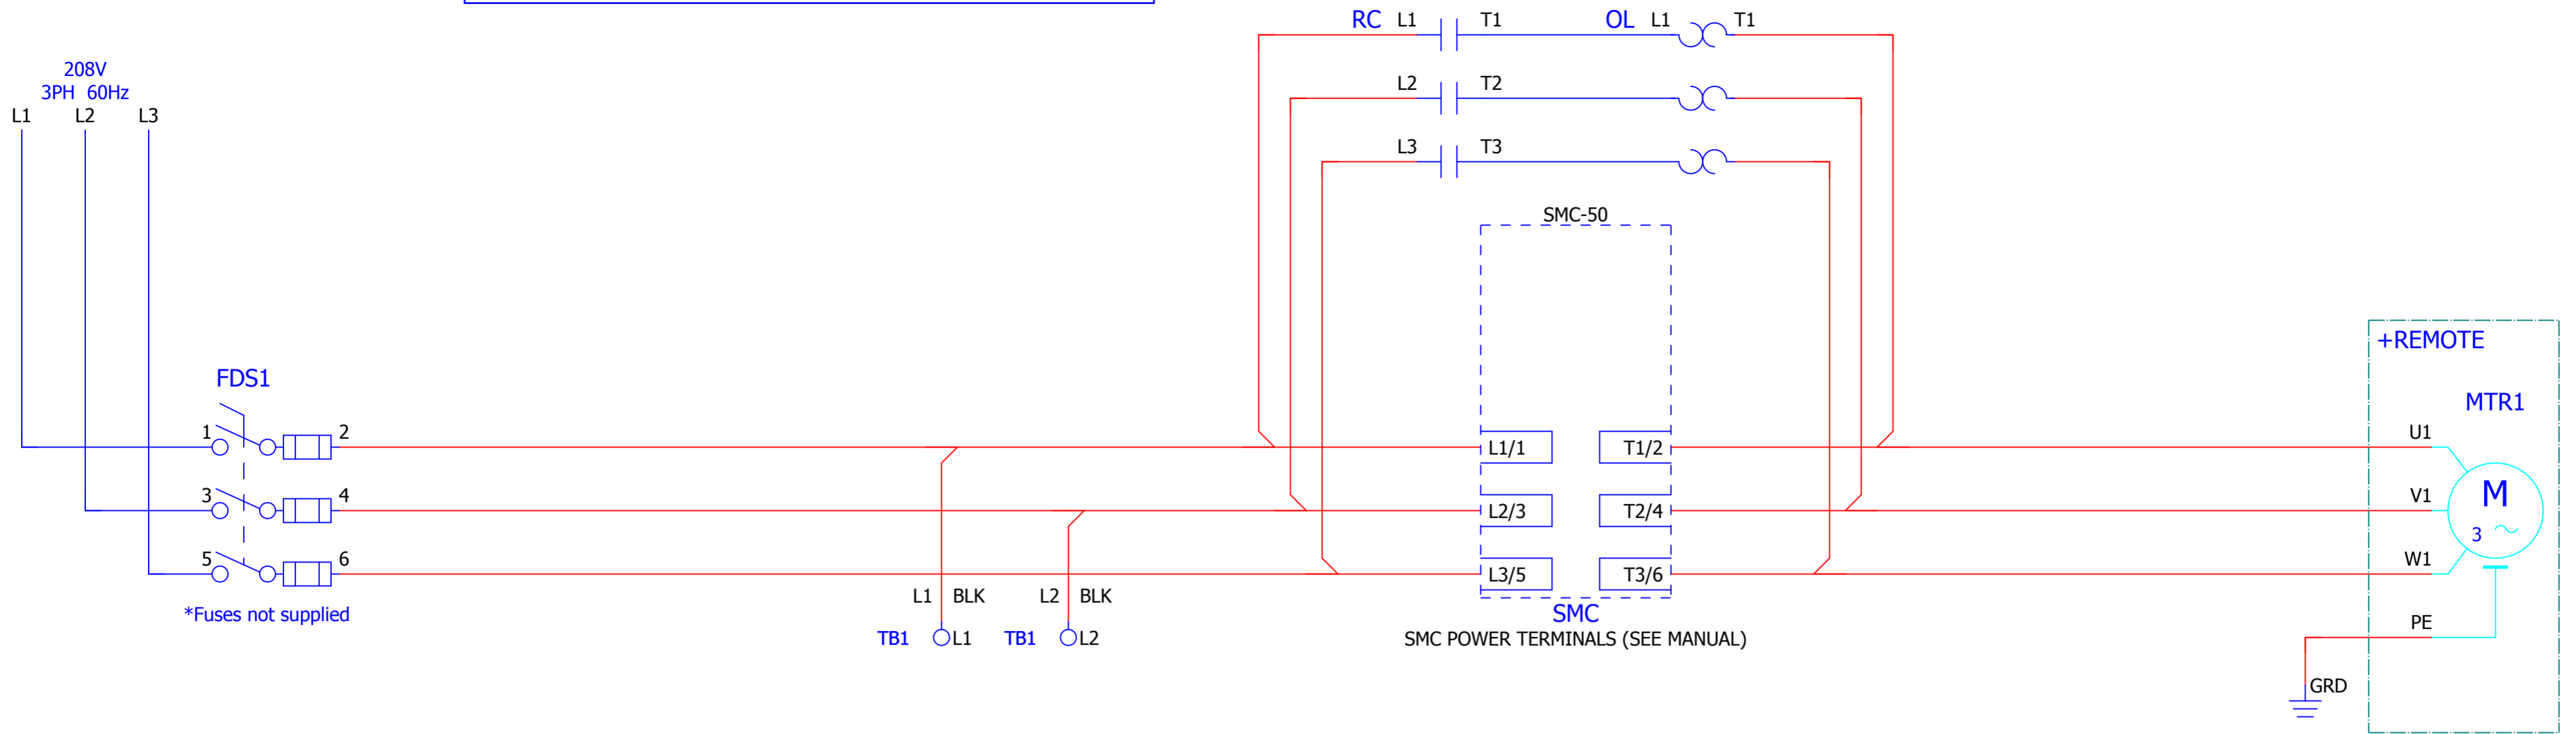 RC L1 T1 OL L1 T1
208V
3PH 60Hz
L1 L2 L3
L2 T2
L3 T3
SMC-50
+REMOTE
FDS1
MTR1
1 2
L1/1 T1/2
U1
3 4
L2/3 T2/4
V1
M
3
5 6
L3/5 T3/6
W1
*Fuses not supplied
L1 BLK L2 BLK
SMC
PE
TB1 L1 TB1 L2
SMC POWER TERMINALS (SEE MANUAL)
GRD